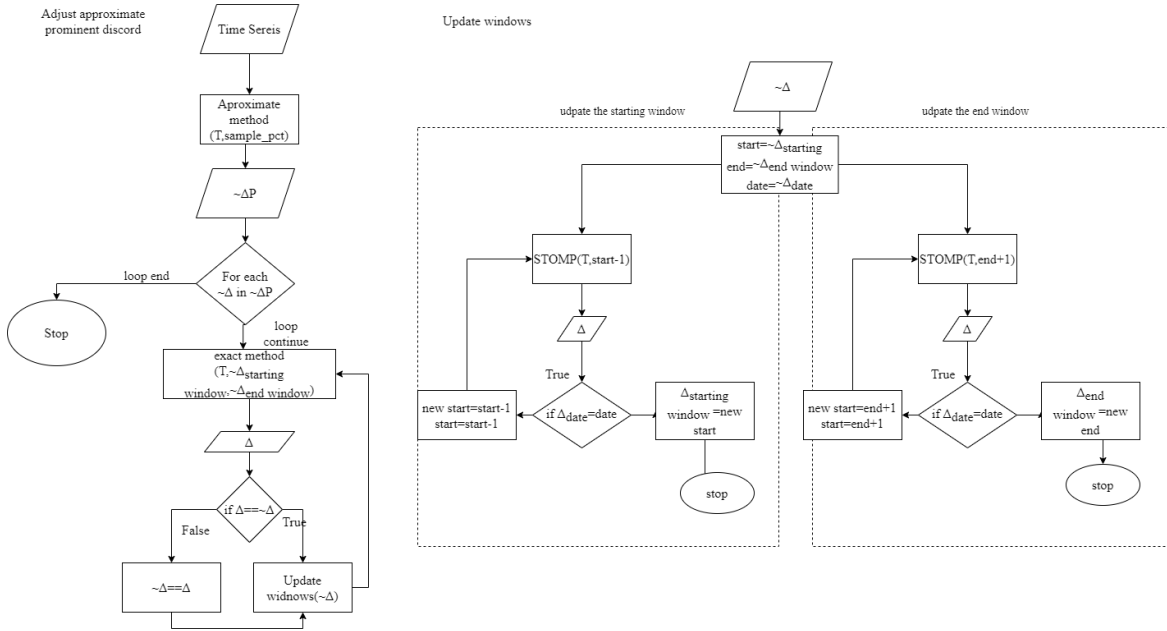 Adjust approximate
prominent discord
Time Sereis
Aproximate
method
(T,sample_pct)
~ΔP
For each
~Δ in ~ΔP
loop end
Stop
loop
continue
exact method
(T,~Δstarting
window,~Δend window)
Δ
if Δ==~Δ
False
True
~Δ==Δ
Update
widnows(~Δ)
Update windows
~Δ
udpate the starting window
udpate the end window
start=~Δstarting
end=~Δend window
date=~Δdate
STOMP(T,start-1)
Δ
True
if Δdate=date
new start=start-1
start=start-1
Δstarting
window =new
start
stop
STOMP(T,end+1)
Δ
True
if Δdate=date
new start=end+1
start=end+1
Δend
window =new
end
stop